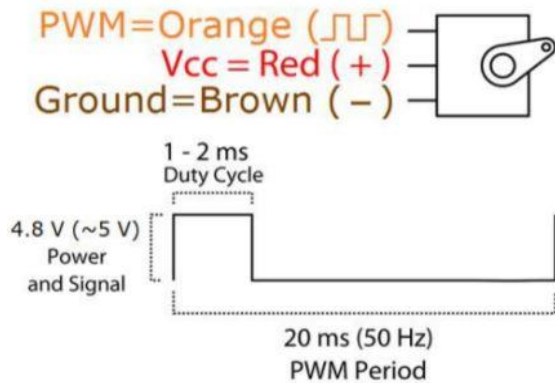 PWM=Orange (⎍⎍)
Vcc = Red ( + )
Ground=Brown ( − )
1 - 2 ms
Duty Cycle
4.8 V (~5 V)
Power
and Signal
20 ms (50 Hz)
PWM Period